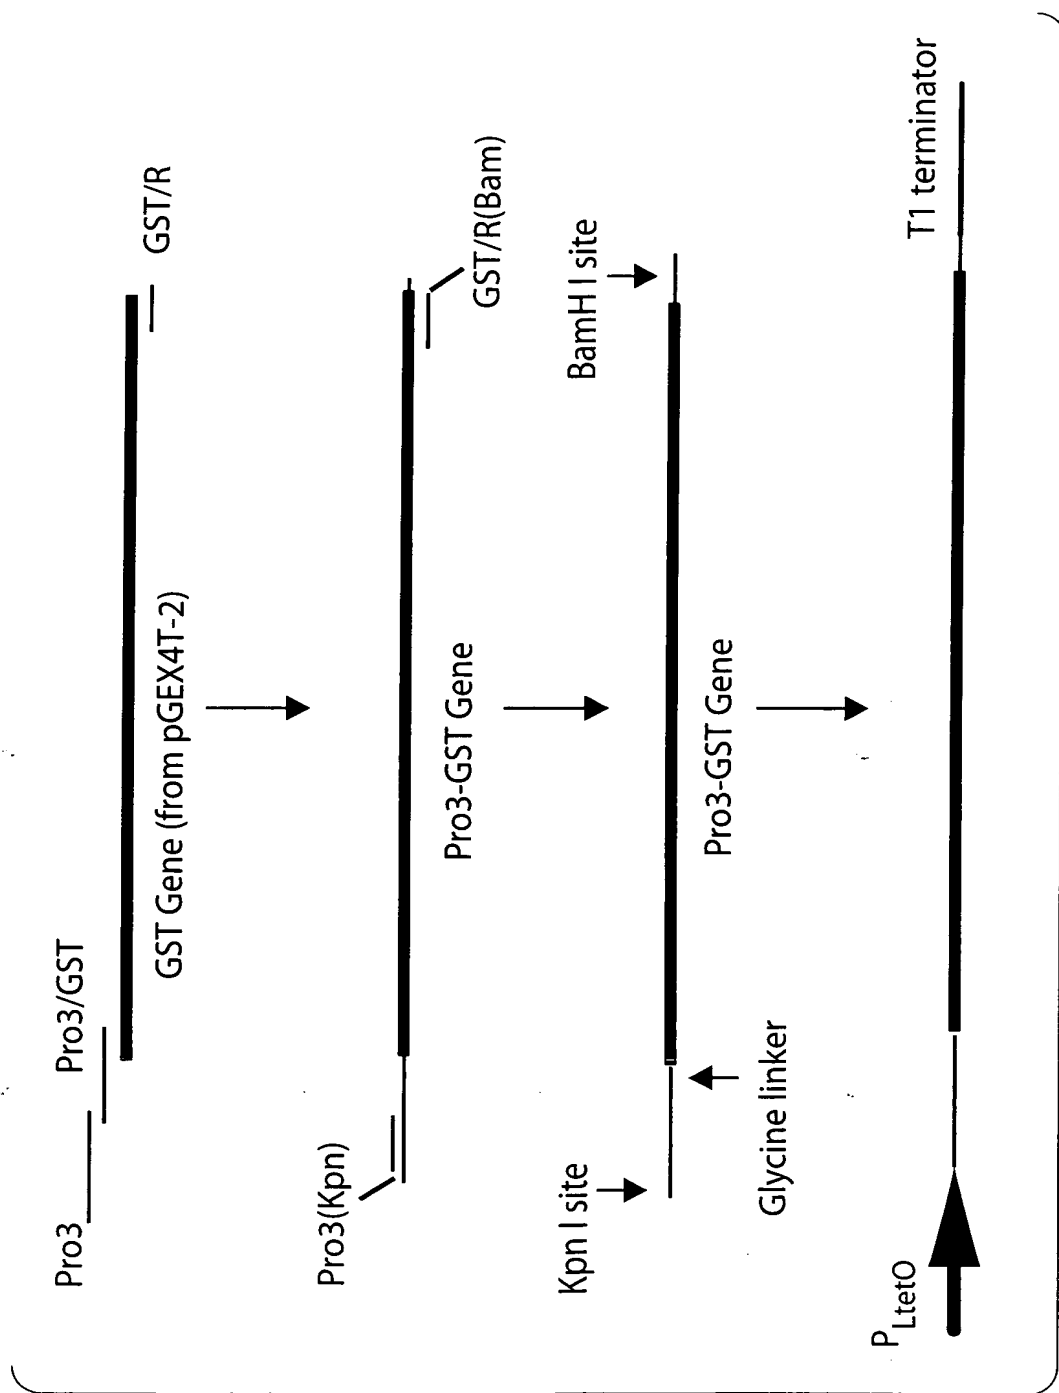 Pro3
Pro3/GST
GST/R
GST Gene (from pGEX4T-2)
Pro3(Kpn)
GST/R(Bam)
Pro3-GST Gene
Kpn I site
BamH I site
Glycine linker
Pro3-GST Gene
PLtetO
T1 terminator